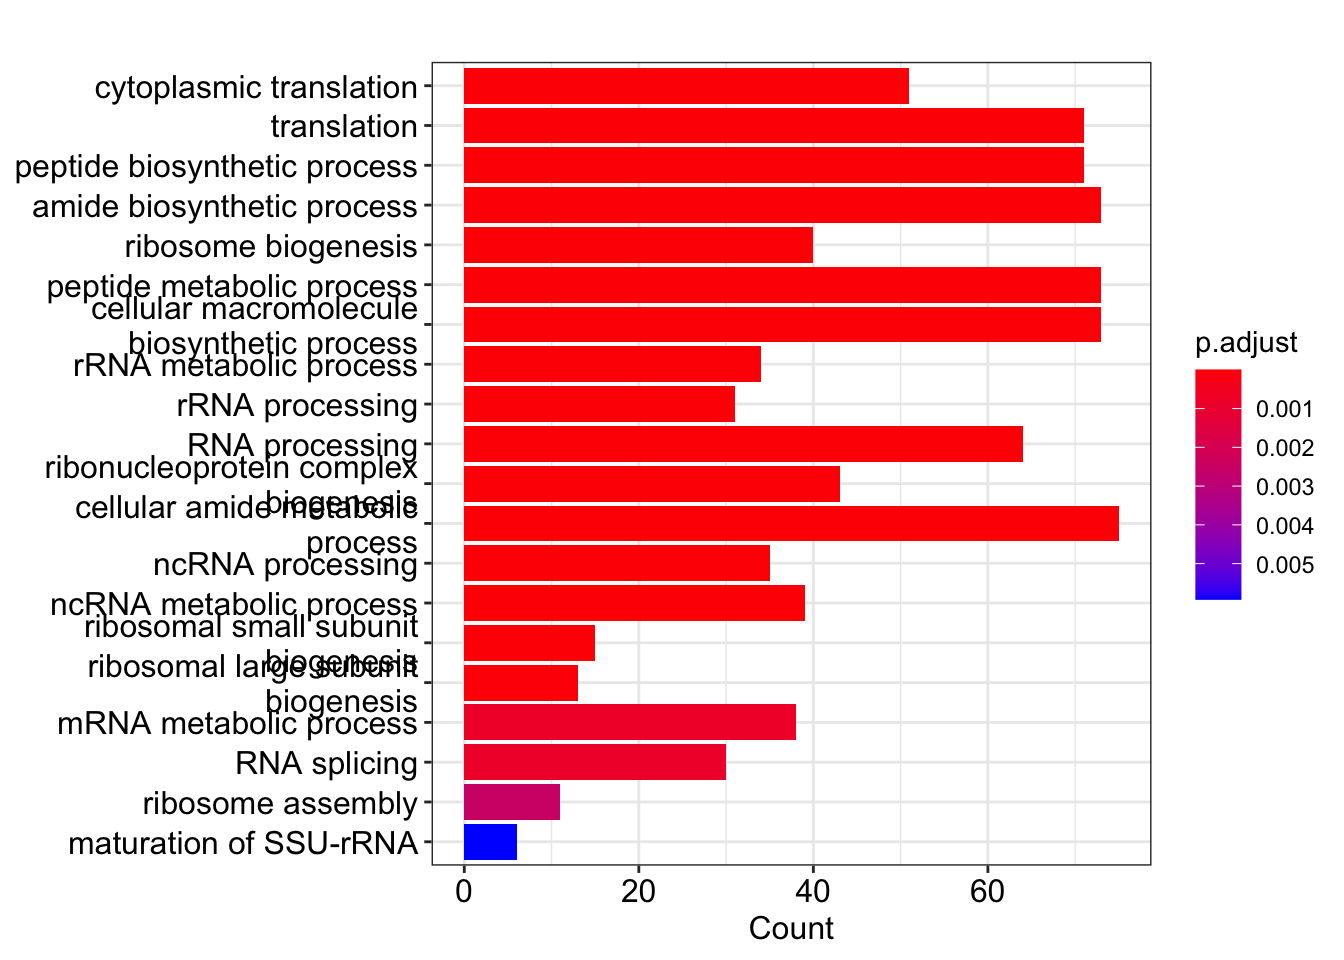 cytoplasmic translation
translation
peptide biosynthetic process
amide biosynthetic process
ribosome biogenesis
peptide metabolic process
cellular macromolecule
biosynthetic process
rRNA metabolic process
rRNA processing
RNA processing
ribonucleoprotein complex
biogenesis
cellular amide metabolic
process
ncRNA processing
ncRNA metabolic process
ribosomal small subunit
biogenesis
ribosomal large subunit
biogenesis
mRNA metabolic process
RNA splicing
ribosome assembly
maturation of SSU-rRNA
0 20 40 60
Count
p.adjust
0.001
0.002
0.003
0.004
0.005